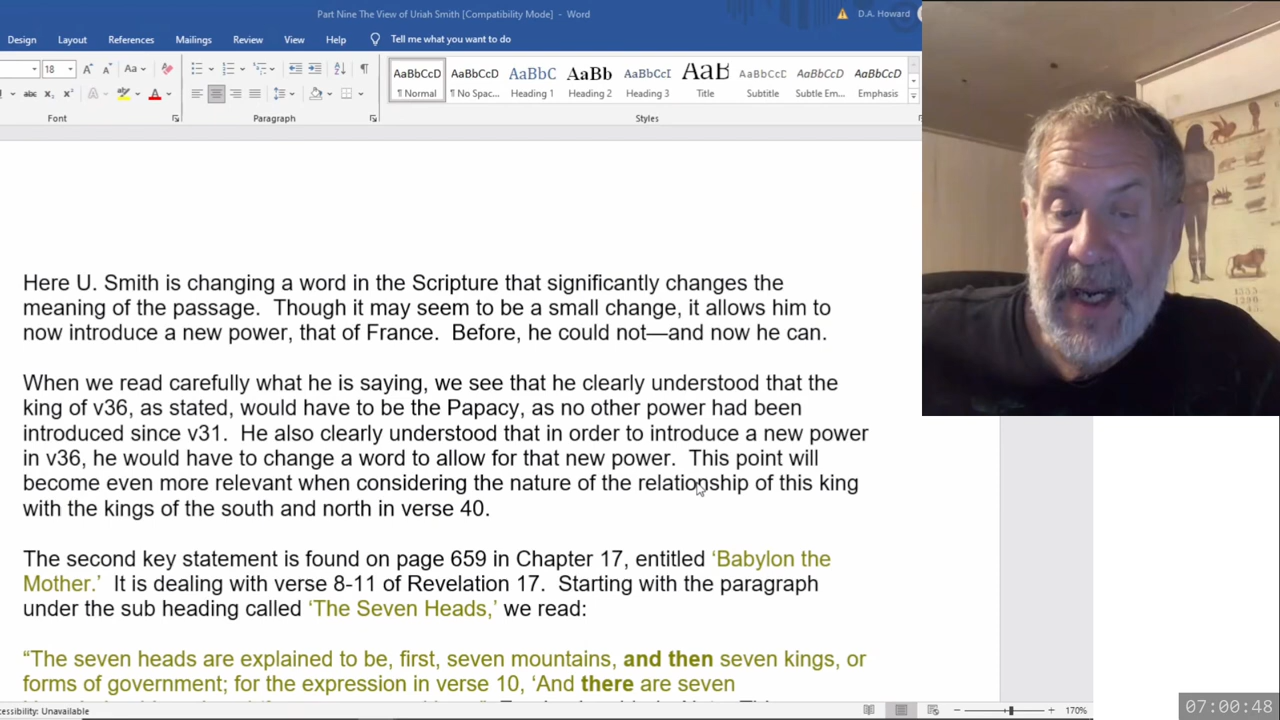 Part Nine The View of Uriah Smith [Compatibility Mode] - Word
D.A. Howard
Design Layout References Mailings Review View Help Tell me what you want to do
18 Aa
AaBbCcD AaBbCcD AaBbC AaBb AaBbCcI AaB AaBbCcD AaBbCcD AaBbCcD
¶ Normal ¶ No Spac... Heading 1 Heading 2 Heading 3 Title Subtitle Subtle Em... Emphasis
Font Paragraph Styles
Here U. Smith is changing a word in the Scripture that significantly changes the
meaning of the passage. Though it may seem to be a small change, it allows him to
now introduce a new power, that of France. Before, he could not—and now he can.
When we read carefully what he is saying, we see that he clearly understood that the
king of v36, as stated, would have to be the Papacy, as no other power had been
introduced since v31. He also clearly understood that in order to introduce a new power
in v36, he would have to change a word to allow for that new power. This point will
become even more relevant when considering the nature of the relationship of this king
with the kings of the south and north in verse 40.
The second key statement is found on page 659 in Chapter 17, entitled ‘Babylon the
Mother.’ It is dealing with verse 8-11 of Revelation 17. Starting with the paragraph
under the sub heading called ‘The Seven Heads,’ we read:
“The seven heads are explained to be, first, seven mountains, and then seven kings, or
forms of government; for the expression in verse 10, ‘And there are seven
ccessibility: Unavailable
170%
07:00:48